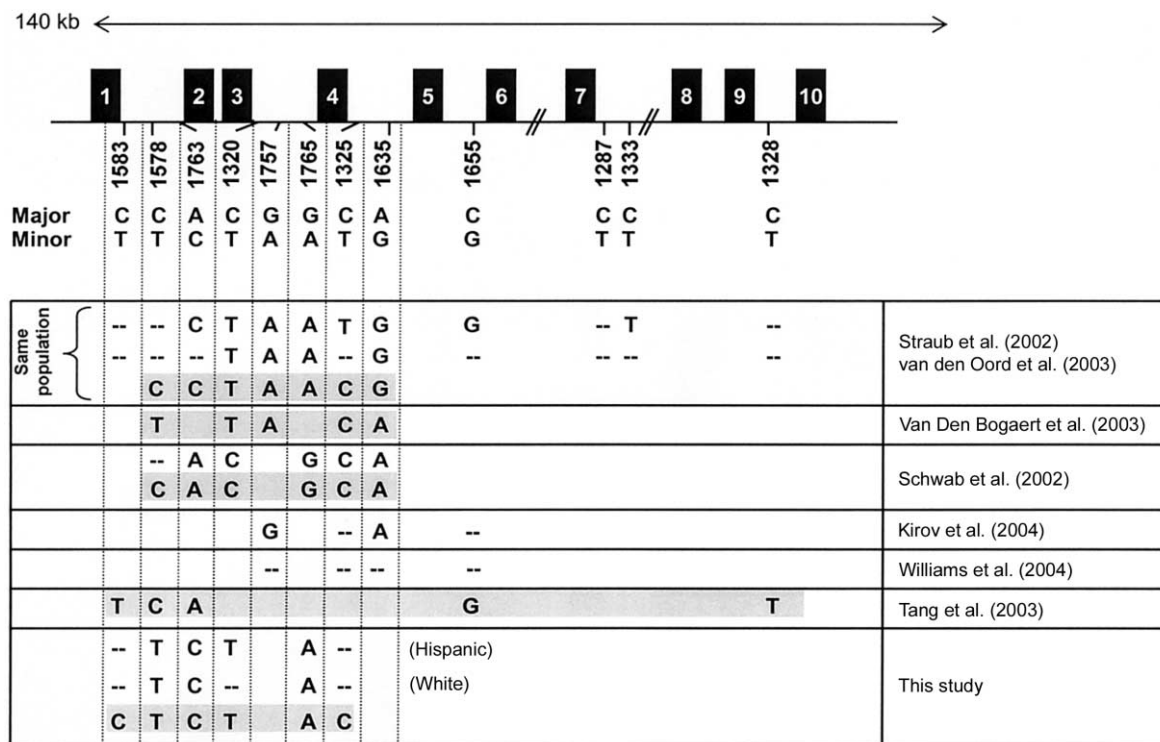 140 kb
1 2 3 4 5 6 7 8 9 10
1583 1578 1763 1320 1757 1765 1325 1635 1655 1287 1333 1328
Major C C A C G G C A C C C C
Minor T T C T A A T G G T T T
Same population
-- -- C T A A T G G -- T --
Straub et al. (2002)
-- -- -- T A A -- G -- -- -- --
van den Oord et al. (2003)
C C T A A C G
T T A C A Van Den Bogaert et al. (2003)
-- A C G C A
Schwab et al. (2002)
C A C G C A
G -- A -- Kirov et al. (2004)
-- -- -- -- Williams et al. (2004)
T C A G T Tang et al. (2003)
-- T C T A -- (Hispanic)
-- T C -- A -- (White) This study
C T C T A C